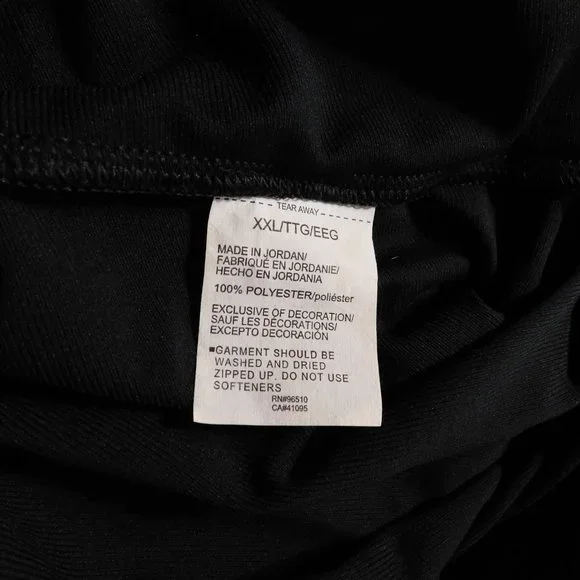 TEAR AWAY
XXL/TTG/EEG
MADE IN JORDAN/
FABRIQUÉ EN JORDANIE/
HECHO EN JORDANIA
100% POLYESTER/poliéster
EXCLUSIVE OF DECORATION/
SAUF LES DÉCORATIONS/
EXCEPTO DECORACIÓN
■GARMENT SHOULD BE
WASHED AND DRIED
ZIPPED UP. DO NOT USE
SOFTENERS
RN#96510
CA#41095